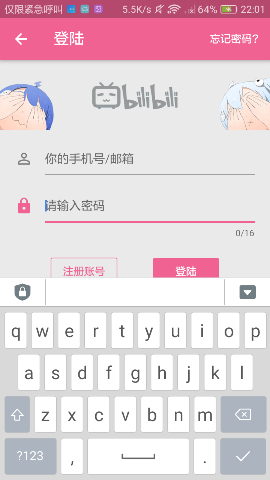 仅限紧急呼叫 5.5K/s 64% 22:01
登陆 忘记密码?
bilibili
你的手机号/邮箱
请输入密码
0/16
注册账号 登陆
q w e r t y u i o p
a s d f g h j k l
z x c v b n m
?123 , .